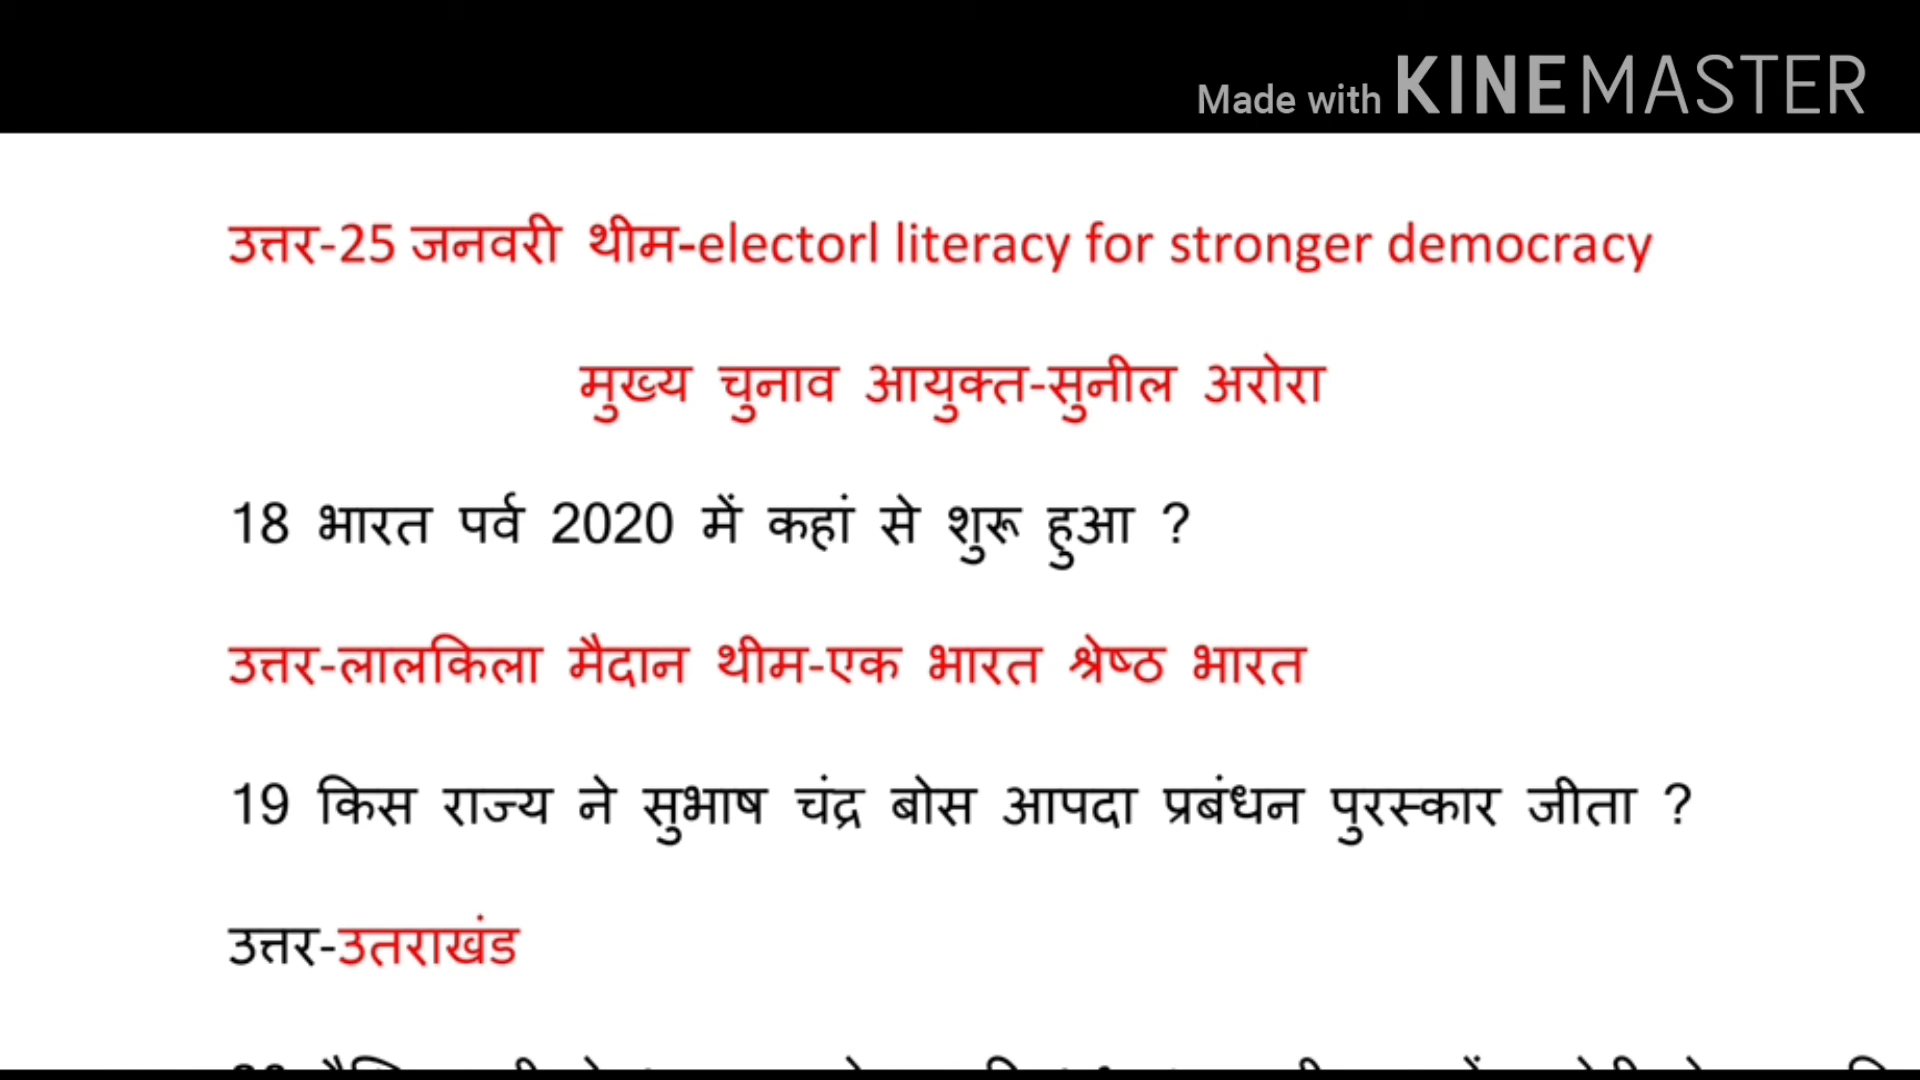 Made with KINEMASTER
उत्तर-25 जनवरी थीम-electorl literacy for stronger democracy
मुख्य चुनाव आयुक्त-सुनील अरोरा
18 भारत पर्व 2020 में कहां से शुरू हुआ ?
उत्तर-लालकिला मैदान थीम-एक भारत श्रेष्ठ भारत
19 किस राज्य ने सुभाष चंद्र बोस आपदा प्रबंधन पुरस्कार जीता ?
उत्तर-उतराखंड